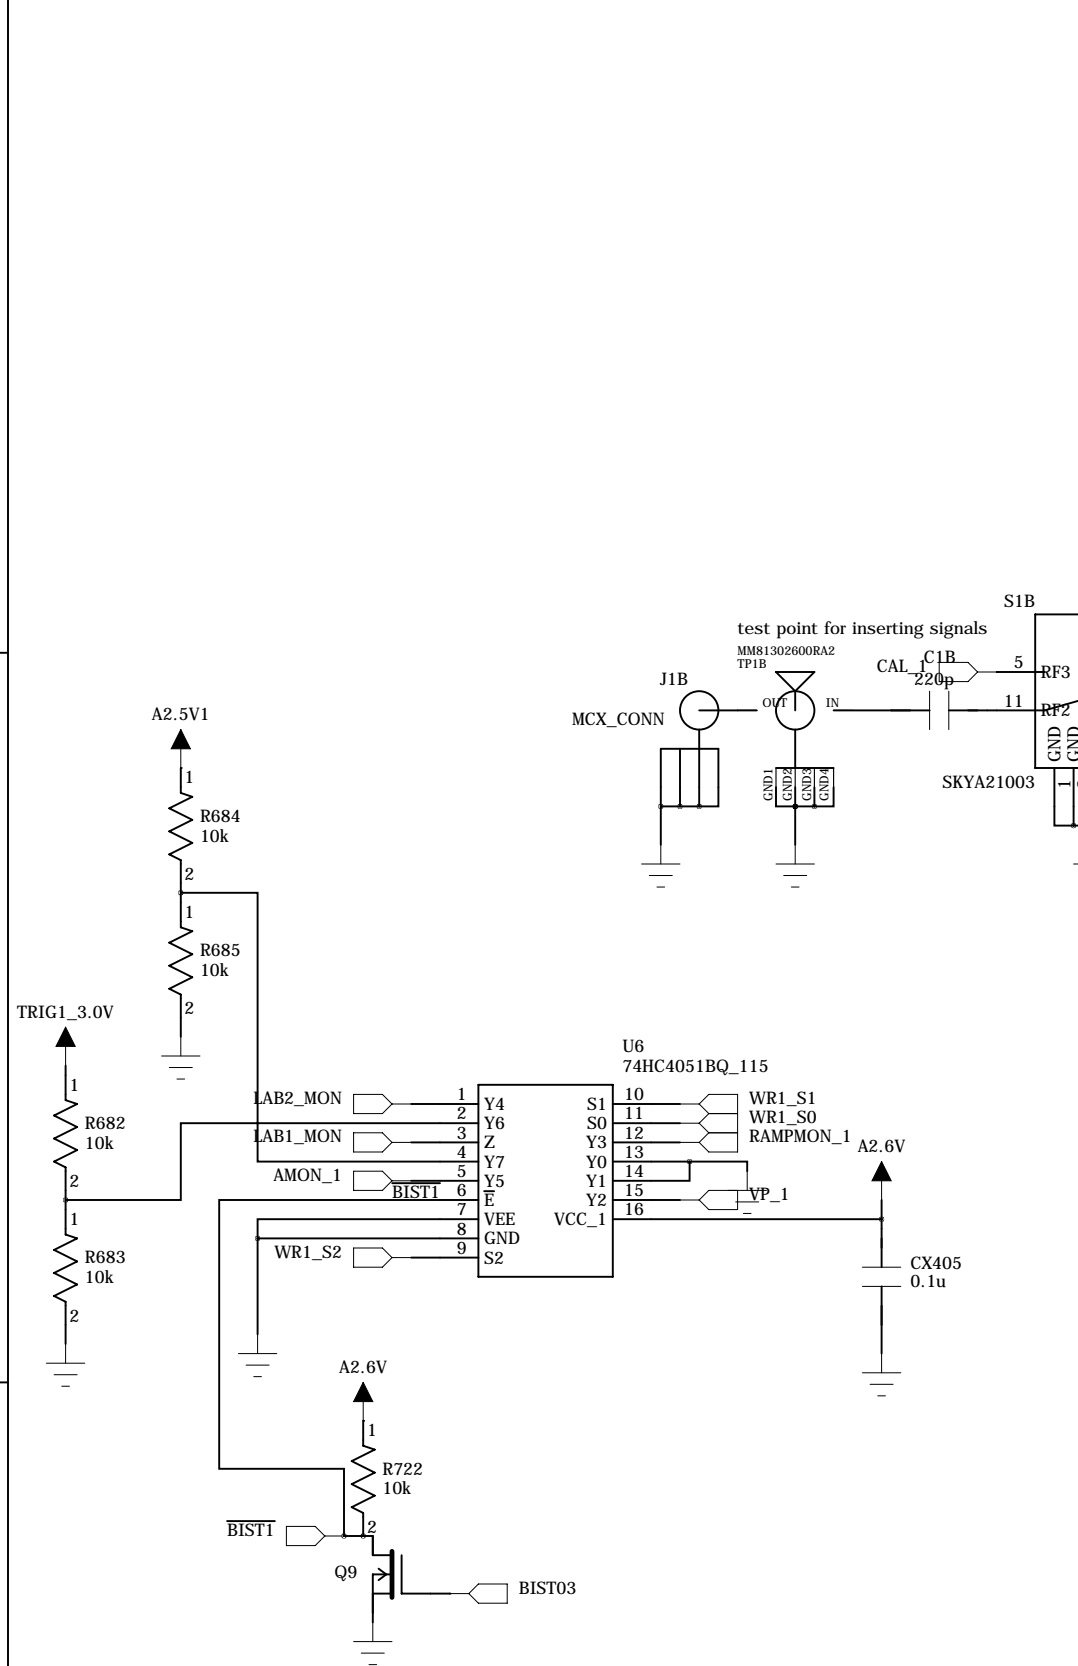 S1B
test point for inserting signals
MM81302600RA2
TP1B
C1B
CAL_1
220p
5
RF3
J1B
OUT
IN
11
RF2
MCX_CONN
GND
GND
GND1
GND2
GND3
GND4
SKYA21003
1
A2.5V1
1
R684
10k
2
1
R685
10k
2
TRIG1_3.0V
1
R682
10k
2
1
R683
10k
2
U6
74HC4051BQ_115
LAB2_MON
1
Y4
S1
10
WR1_S1
2
Y6
S0
11
WR1_S0
LAB1_MON
3
Z
Y3
12
RAMPMON_1
4
Y7
Y0
13
A2.6V
AMON_1
5
Y5
Y1
14
BIST1
6
E
Y2
15
VP_1
7
VEE
VCC_1
16
8
GND
WR1_S2
9
S2
CX405
0.1u
A2.6V
1
R722
10k
2
BIST1
Q9
BIST03